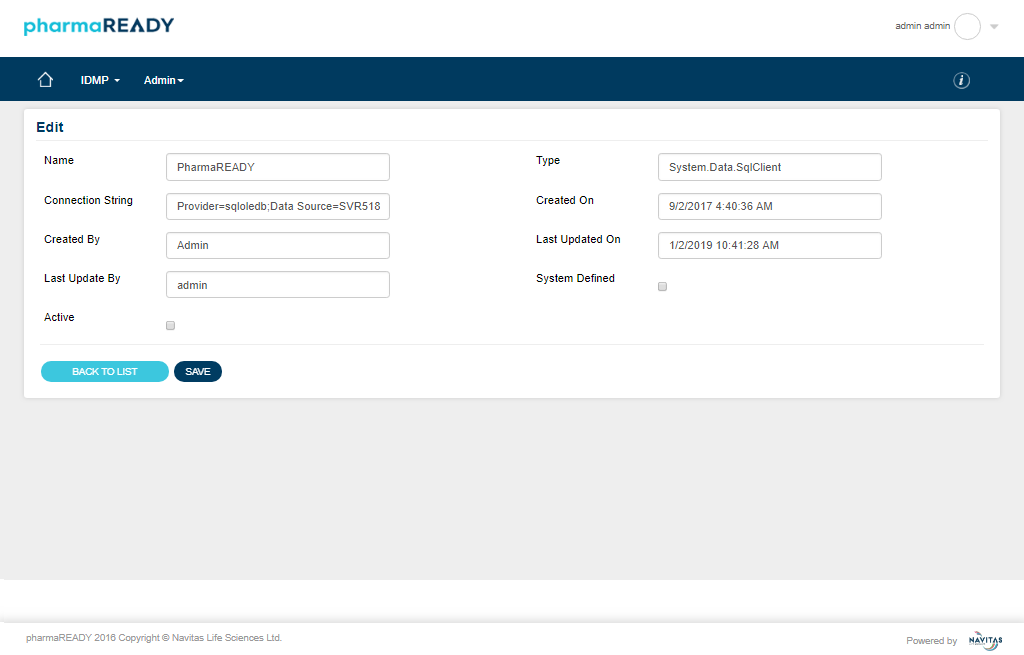 pharmaREADY
admin admin
IDMP
Admin
i
Edit
Name
PharmaREADY
Type
System.Data.SqlClient
Connection String
Provider=sqloledb;Data Source=SVR518
Created On
9/2/2017 4:40:36 AM
Created By
Admin
Last Updated On
1/2/2019 10:41:28 AM
Last Update By
admin
System Defined
Active
BACK TO LIST
SAVE
pharmaREADY 2016 Copyright © Navitas Life Sciences Ltd.
Powered by
NAVITAS